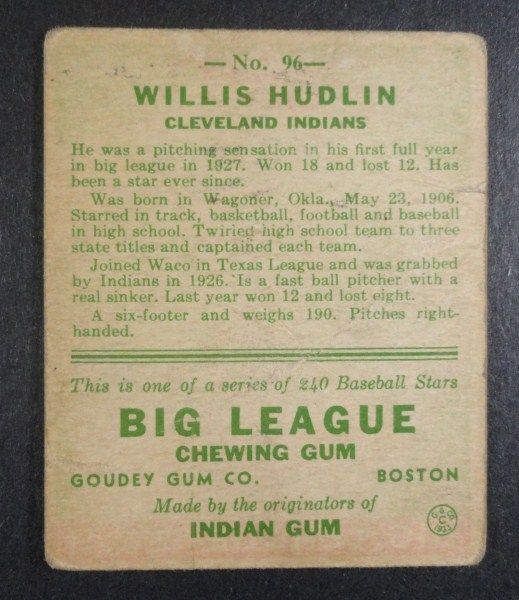 —No. 96—
WILLIS HUDLIN
CLEVELAND INDIANS
He was a pitching sensation in his first full year
in big league in 1927. Won 18 and lost 12. Has
been a star ever since.
Was born in Wagoner, Okla., May 23, 1906.
Starred in track, basketball, football and baseball
in high school. Twirled high school team to three
state titles and captained each team.
Joined Waco in Texas League and was grabbed
by Indians in 1926. Is a fast ball pitcher with a
real sinker. Last year won 12 and lost eight.
A six-footer and weighs 190. Pitches right-
handed.
This is one of a series of 240 Baseball Stars
BIG LEAGUE
CHEWING GUM
GOUDEY GUM CO. BOSTON
Made by the originators of
INDIAN GUM
G. G. Co.
C
1933